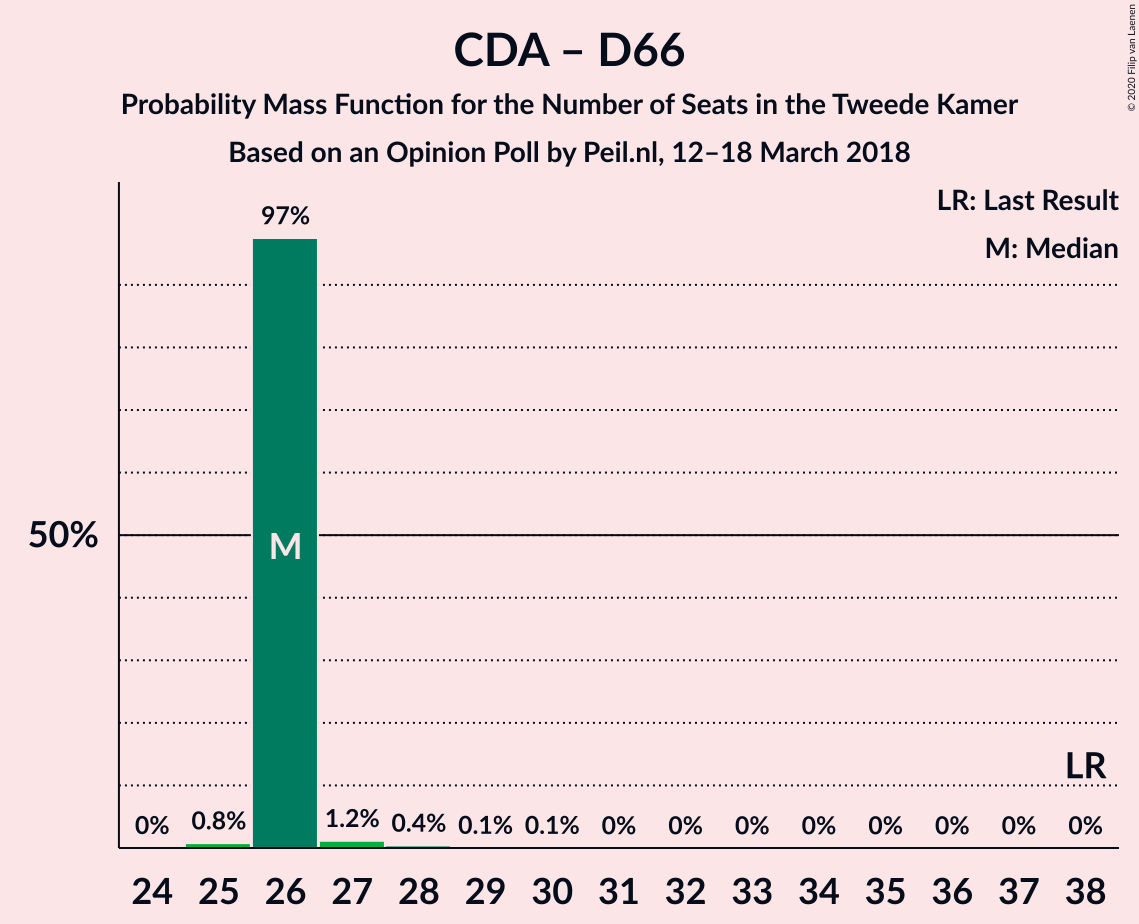 CDA – D66
Probability Mass Function for the Number of Seats in the Tweede Kamer
Based on an Opinion Poll by Peil.nl, 12–18 March 2018
© 2020 Filip van Laenen
LR: Last Result
M: Median
97%
50%
M
LR
0% 0.8% 1.2% 0.4% 0.1% 0.1% 0% 0% 0% 0% 0% 0% 0% 0%
24 25 26 27 28 29 30 31 32 33 34 35 36 37 38